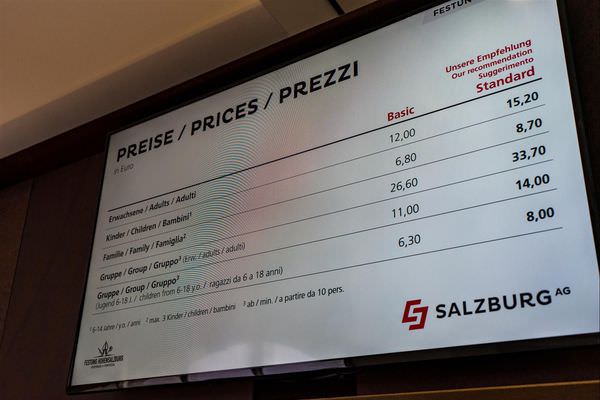 FESTUN
PREISE / PRICES / PREZZI
in Euro
Unsere Empfehlung
Our recommendation
Suggerimento
Basic Standard
Erwachsene / Adults / Adulti 12,00 15,20
Kinder / Children / Bambini¹ 6,80 8,70
Familie / Family / Famiglia² 26,60 33,70
Gruppe / Group / Gruppo³ (Erw. / adults / adulti) 11,00 14,00
Gruppe / Group / Gruppo³ 6,30 8,00
(Jugend 6-18 J. / children from 6-18 y.o. / ragazzi da 6 a 18 anni)
¹ 6-14 Jahre / y.o. / anni ² max. 3 Kinder / children / bambini ³ ab / min. / a partire da 10 pers.
FESTUNG HOHENSALZBURG
SALZBURG AG